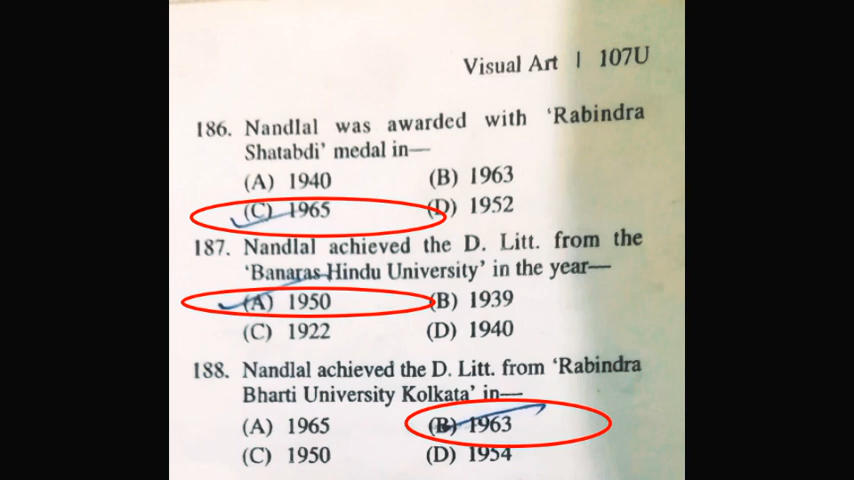 Visual Art | 107U
186. Nandlal was awarded with 'Rabindra
Shatabdi' medal in—
(A) 1940 (B) 1963
(C) 1965 (D) 1952
187. Nandlal achieved the D. Litt. from the
'Banaras Hindu University' in the year—
(A) 1950 (B) 1939
(C) 1922 (D) 1940
188. Nandlal achieved the D. Litt. from 'Rabindra
Bharti University Kolkata' in—
(A) 1965 (B) 1963
(C) 1950 (D) 1954